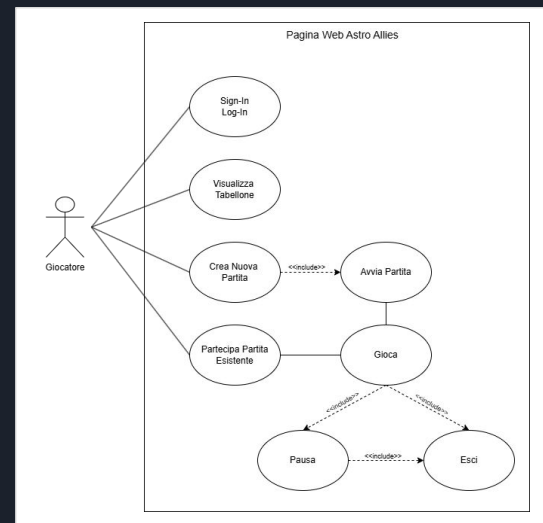 Pagina Web Astro Allies
Sign-In
Log-In
Visualizza
Tabellone
Giocatore
Crea Nuova
Partita
<<include>>
Avvia Partita
Partecipa Partita
Esistente
Gioca
<<include>>
<<include>>
Pausa
<<include>>
Esci